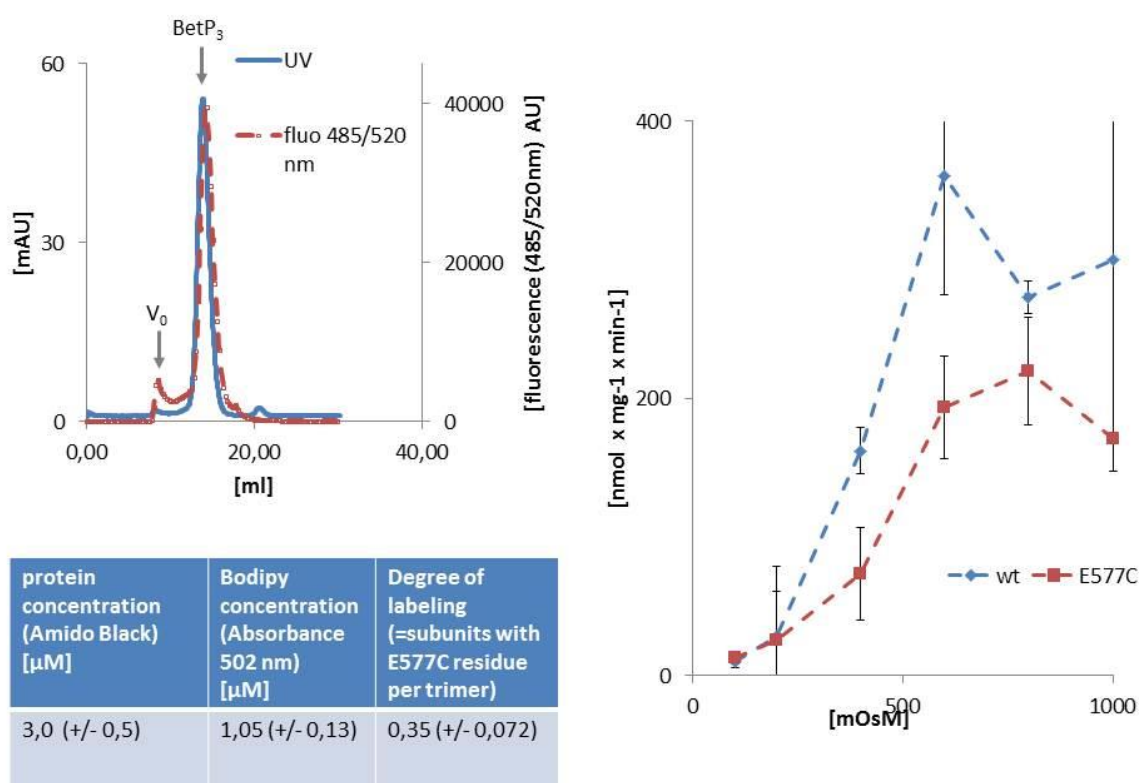 BetP3
60
UV
fluo 485/520
nm
40000
[mAU]
30
20000
[fluorescence (485/520nm) AU]
V0
0
0
0,00
20,00
40,00
[ml]
protein
concentration
(Amido Black)
[µM]
Bodipy
concentration
(Absorbance
502 nm)
[µM]
Degree of
labeling
(=subunits with
E577C residue
per trimer)
3,0 (+/- 0,5)
1,05 (+/- 0,13)
0,35 (+/- 0,072)
400
[nmol x mg-1 x min-1]
200
wt
E577C
0
0
500
1000
[mOsM]